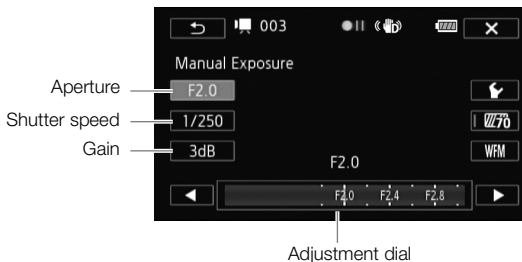 003
Manual Exposure
Aperture
F2.0
Shutter speed
1/250
70
Gain
3dB
WFM
F2.0
F2.0 F2.4 F2.8
Adjustment dial